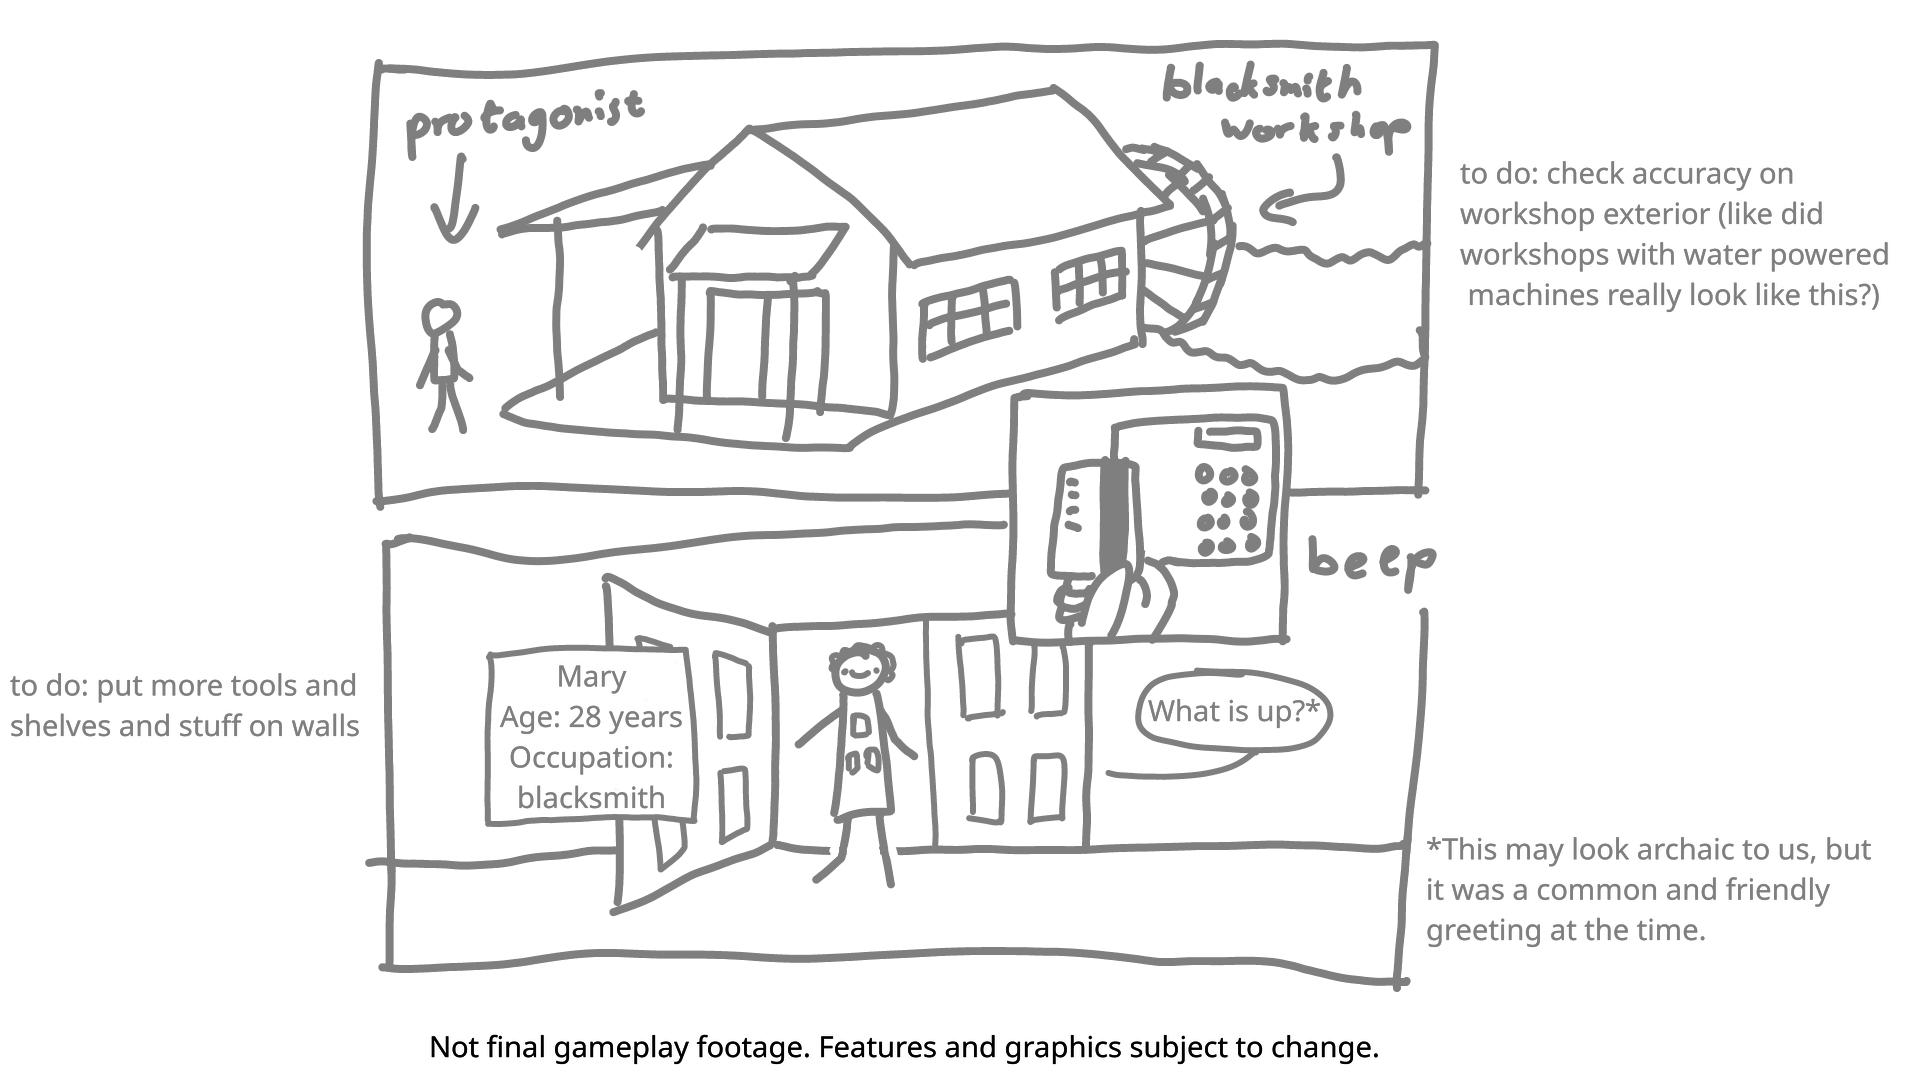 protagonist
blacksmith
workshop
to do: check accuracy on
workshop exterior (like did
workshops with water powered
machines really look like this?)
beep
to do: put more tools and
shelves and stuff on walls
Mary
Age: 28 years
Occupation:
blacksmith
What is up?*
*This may look archaic to us, but
it was a common and friendly
greeting at the time.
Not final gameplay footage. Features and graphics subject to change.